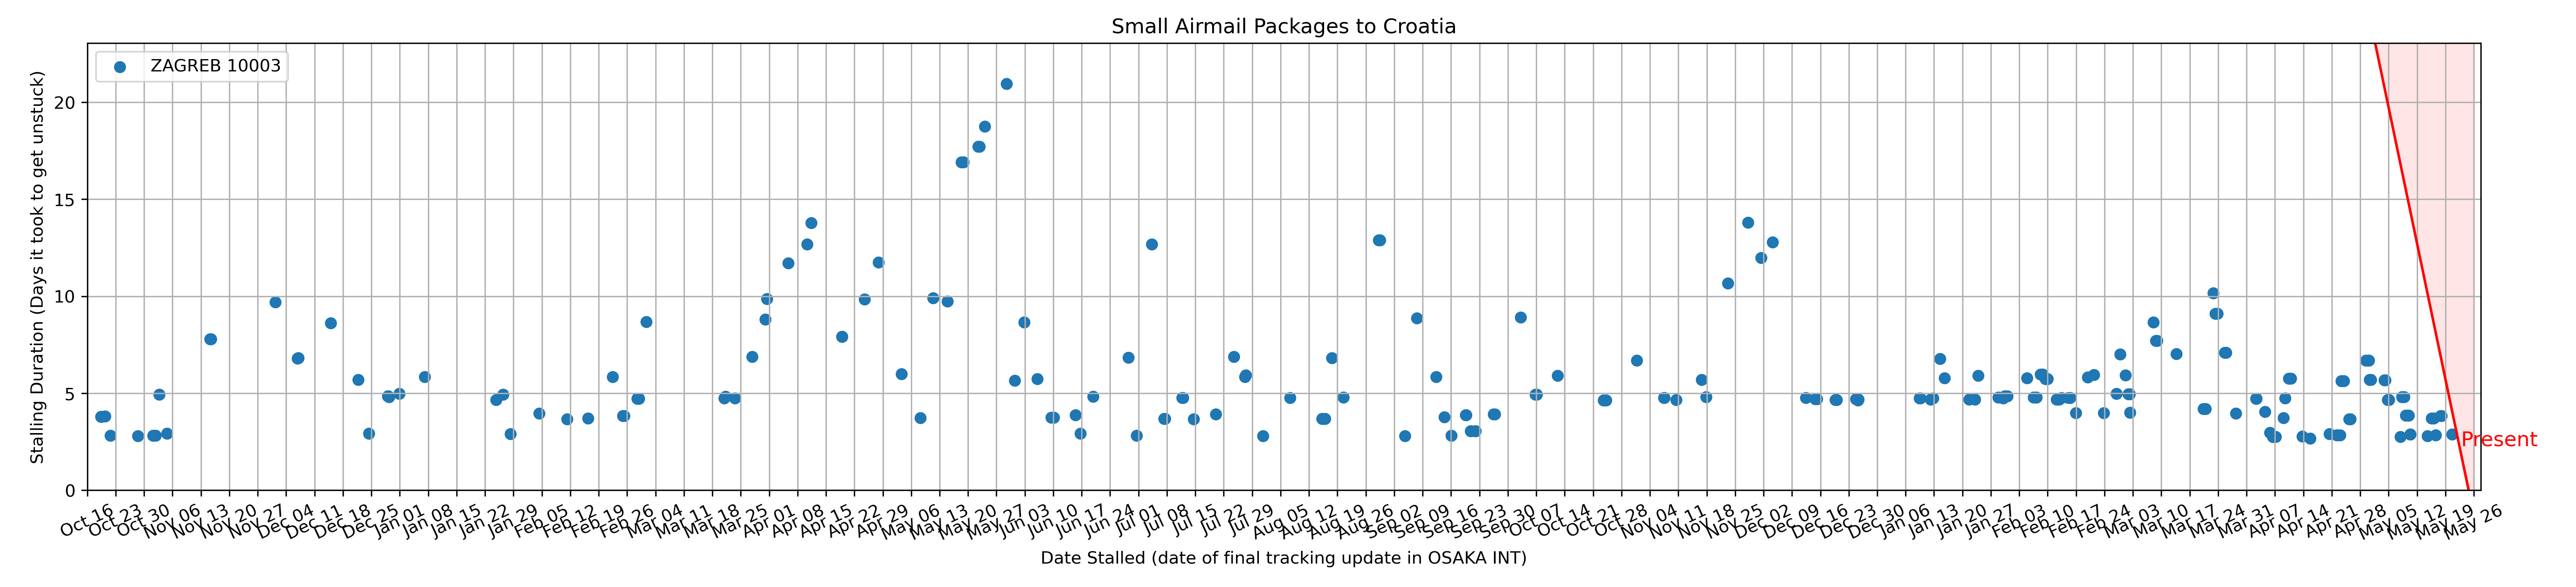 Small Airmail Packages to Croatia
ZAGREB 10003
Stalling Duration (Days it took to get unstuck)
20
15
10
5
0
Present
Oct 16 Oct 23 Oct 30 Nov 06 Nov 13 Nov 20 Nov 27 Dec 04 Dec 11 Dec 18 Dec 25 Jan 01 Jan 08 Jan 15 Jan 22 Jan 29 Feb 05 Feb 12 Feb 19 Feb 26 Mar 04 Mar 11 Mar 18 Mar 25 Apr 01 Apr 08 Apr 15 Apr 22 Apr 29 May 06 May 13 May 20 May 27 Jun 03 Jun 10 Jun 17 Jun 24 Jul 01 Jul 08 Jul 15 Jul 22 Jul 29 Aug 05 Aug 12 Aug 19 Aug 26 Sep 02 Sep 09 Sep 16 Sep 23 Sep 30 Oct 07 Oct 14 Oct 21 Oct 28 Nov 04 Nov 11 Nov 18 Nov 25 Dec 02 Dec 09 Dec 16 Dec 23 Dec 30 Jan 06 Jan 13 Jan 20 Jan 27 Feb 03 Feb 10 Feb 17 Feb 24 Mar 03 Mar 10 Mar 17 Mar 24 Mar 31 Apr 07 Apr 14 Apr 21 Apr 28 May 05 May 12 May 19 May 26
Date Stalled (date of final tracking update in OSAKA INT)